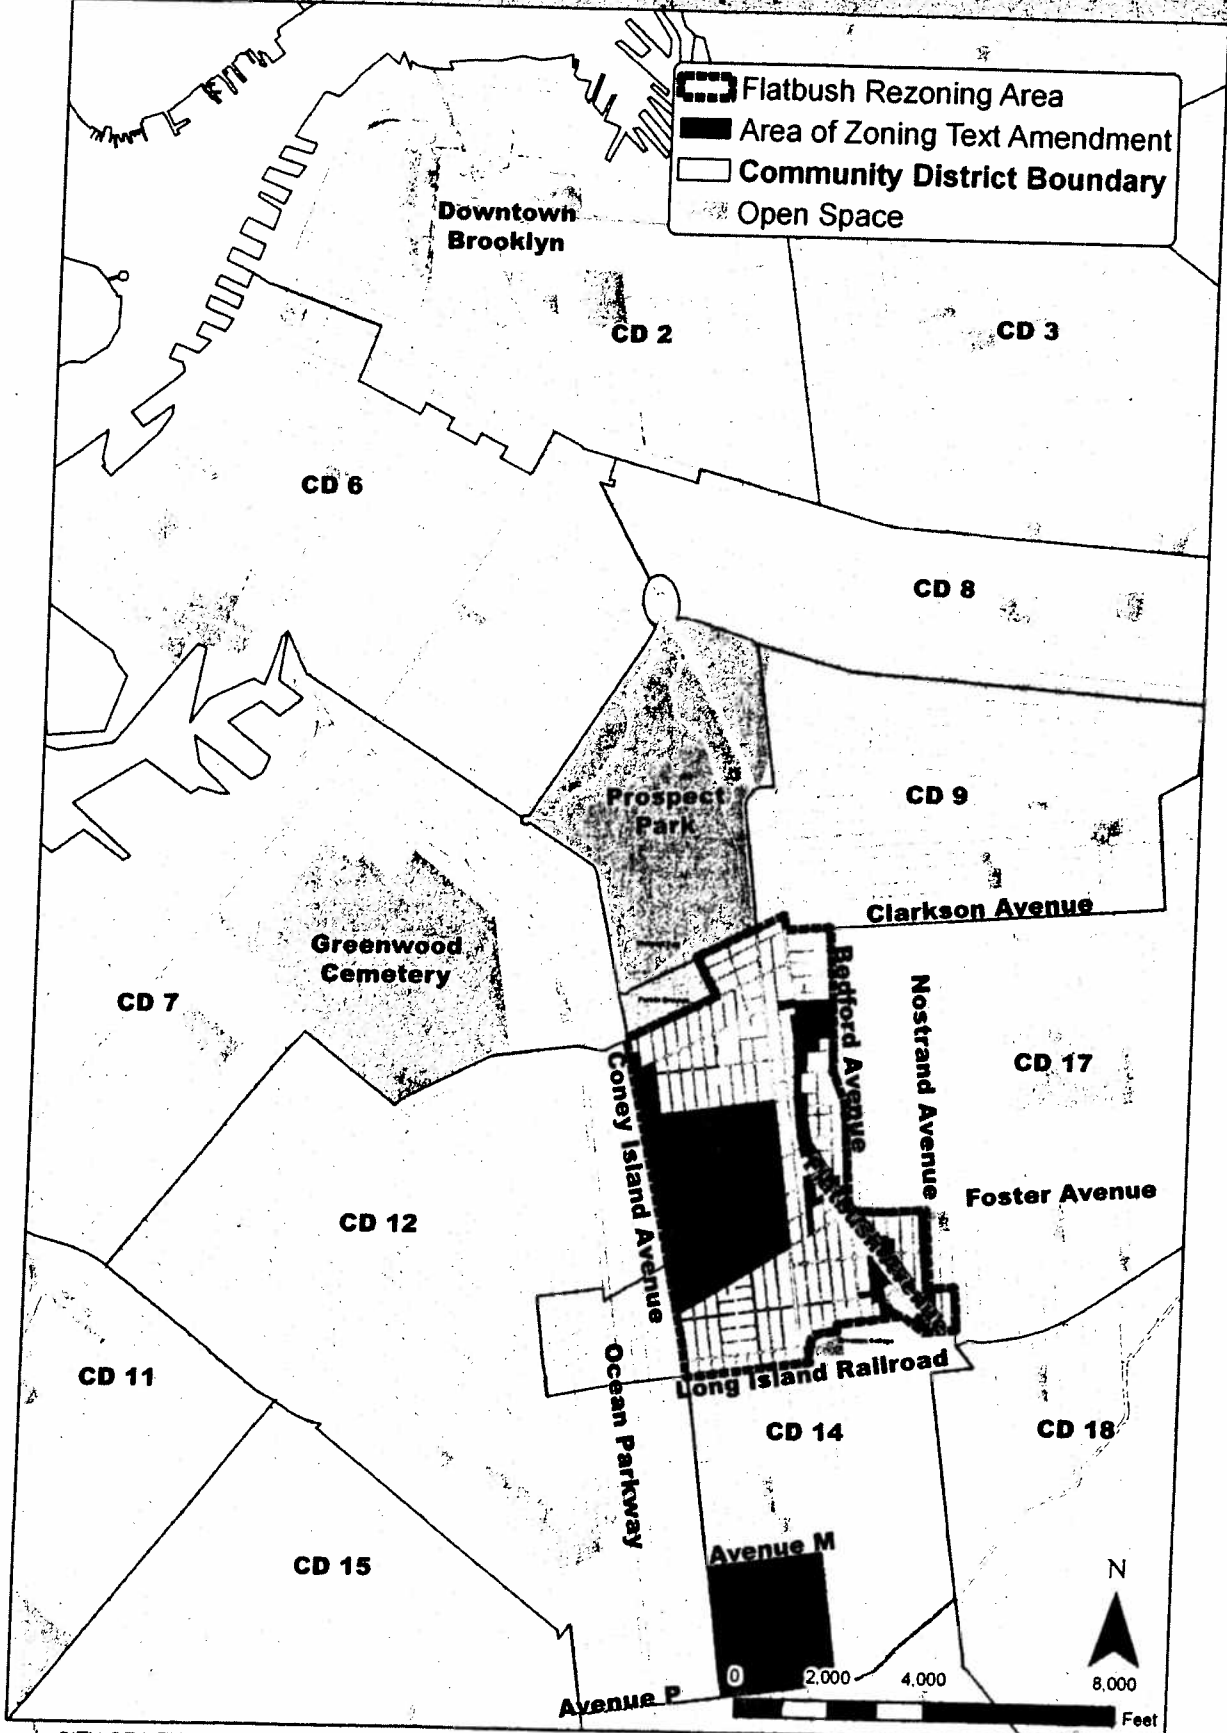 Flatbush Rezoning Area
Area of Zoning Text Amendment
Community District Boundary
Open Space
Downtown
Brooklyn
CD 2
CD 3
CD 6
CD 8
Prospect
Park
CD 9
Clarkson Avenue
Greenwood
Cemetery
CD 7
Bedford Avenue
Nostrand Avenue
CD 17
Coney Island Avenue
Foster Avenue
CD 12
Flatbush Avenue
CD 11
Ocean Parkway
Long Island Railroad
CD 14
CD 18
Avenue M
CD 15
N
0 2,000 4,000 8,000
Feet
Avenue P